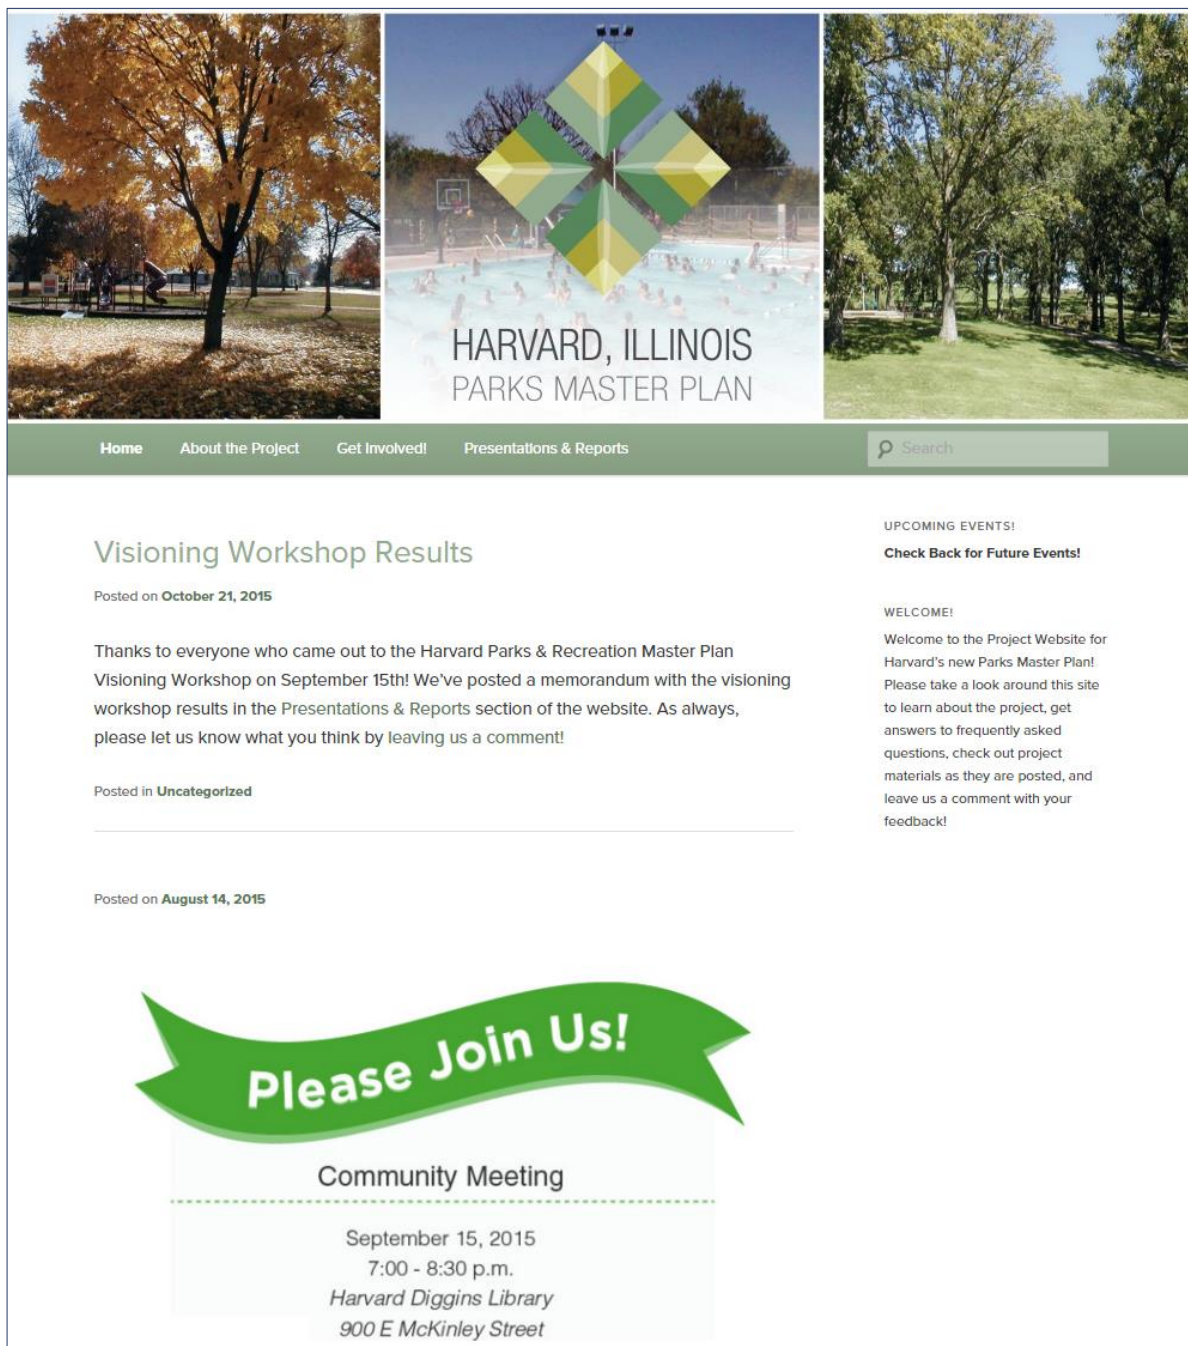 HARVARD, ILLINOIS
PARKS MASTER PLAN
Home About the Project Get Involved! Presentations & Reports Search
Visioning Workshop Results
Posted on October 21, 2015
Thanks to everyone who came out to the Harvard Parks & Recreation Master Plan
Visioning Workshop on September 15th! We've posted a memorandum with the visioning
workshop results in the Presentations & Reports section of the website. As always,
please let us know what you think by leaving us a comment!
Posted in Uncategorized
Posted on August 14, 2015
Please Join Us!
Community Meeting
September 15, 2015
7:00 - 8:30 p.m.
Harvard Diggins Library
900 E McKinley Street
UPCOMING EVENTS!
Check Back for Future Events!
WELCOME!
Welcome to the Project Website for
Harvard's new Parks Master Plan!
Please take a look around this site
to learn about the project, get
answers to frequently asked
questions, check out project
materials as they are posted, and
leave us a comment with your
feedback!